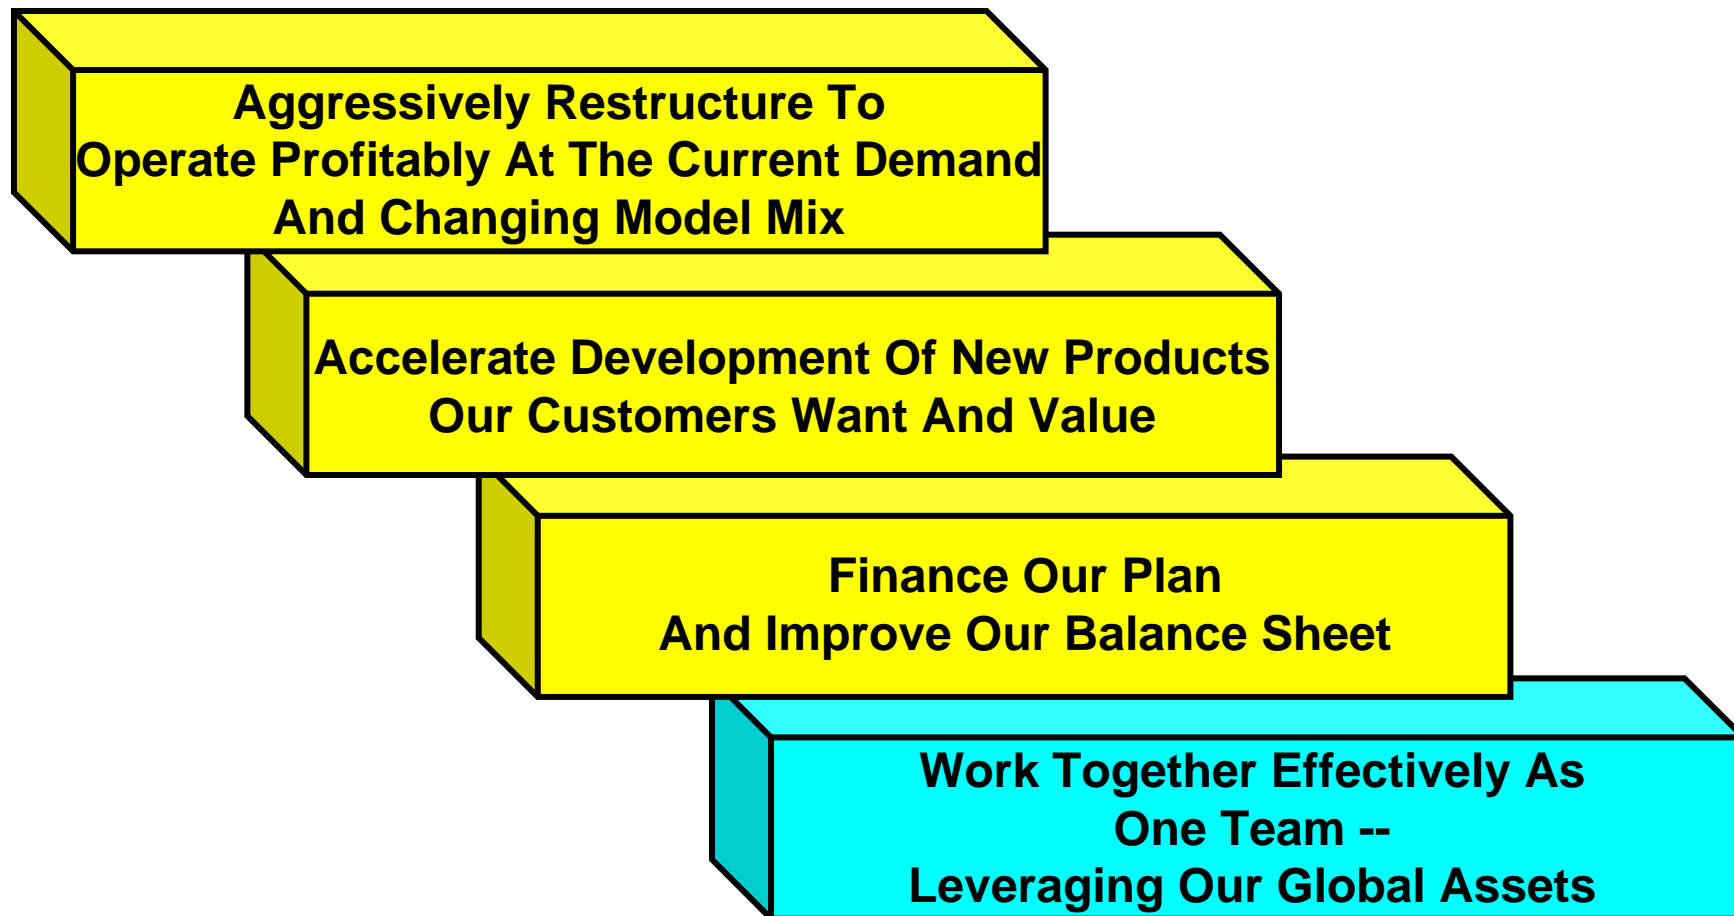 Aggressively Restructure To
Operate Profitably At The Current Demand
And Changing Model Mix
Accelerate Development Of New Products
Our Customers Want And Value
Finance Our Plan
And Improve Our Balance Sheet
Work Together Effectively As
One Team --
Leveraging Our Global Assets